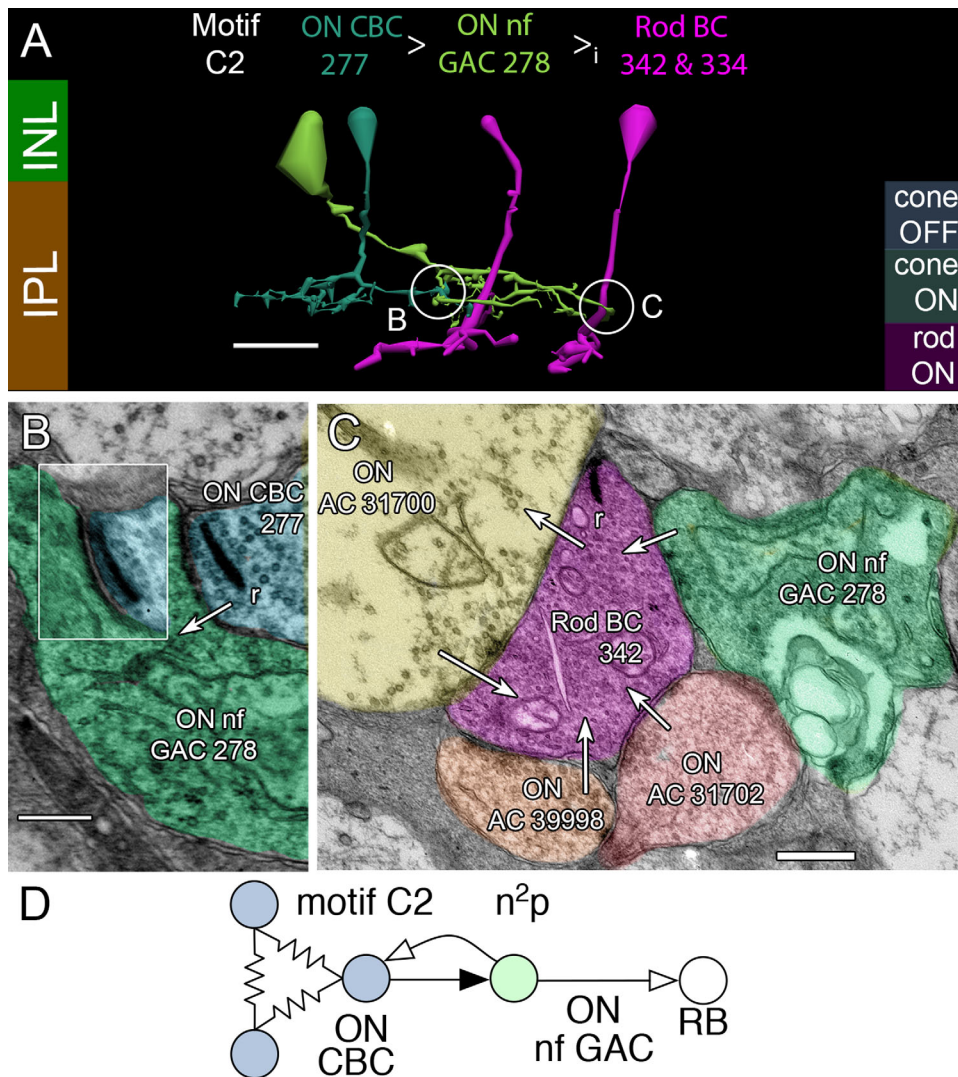 A
Motif
C2
ON CBC
277
>
ON nf
GAC 278
>i
Rod BC
342 & 334
INL
IPL
B
C
cone
OFF
cone
ON
rod
ON
B
ON CBC
277
r
ON nf
GAC 278
C
ON
AC 31700
r
ON nf
GAC 278
Rod BC
342
ON
AC 31702
ON
AC 39998
D
motif C2
n²p
ON
CBC
ON
nf GAC
RB